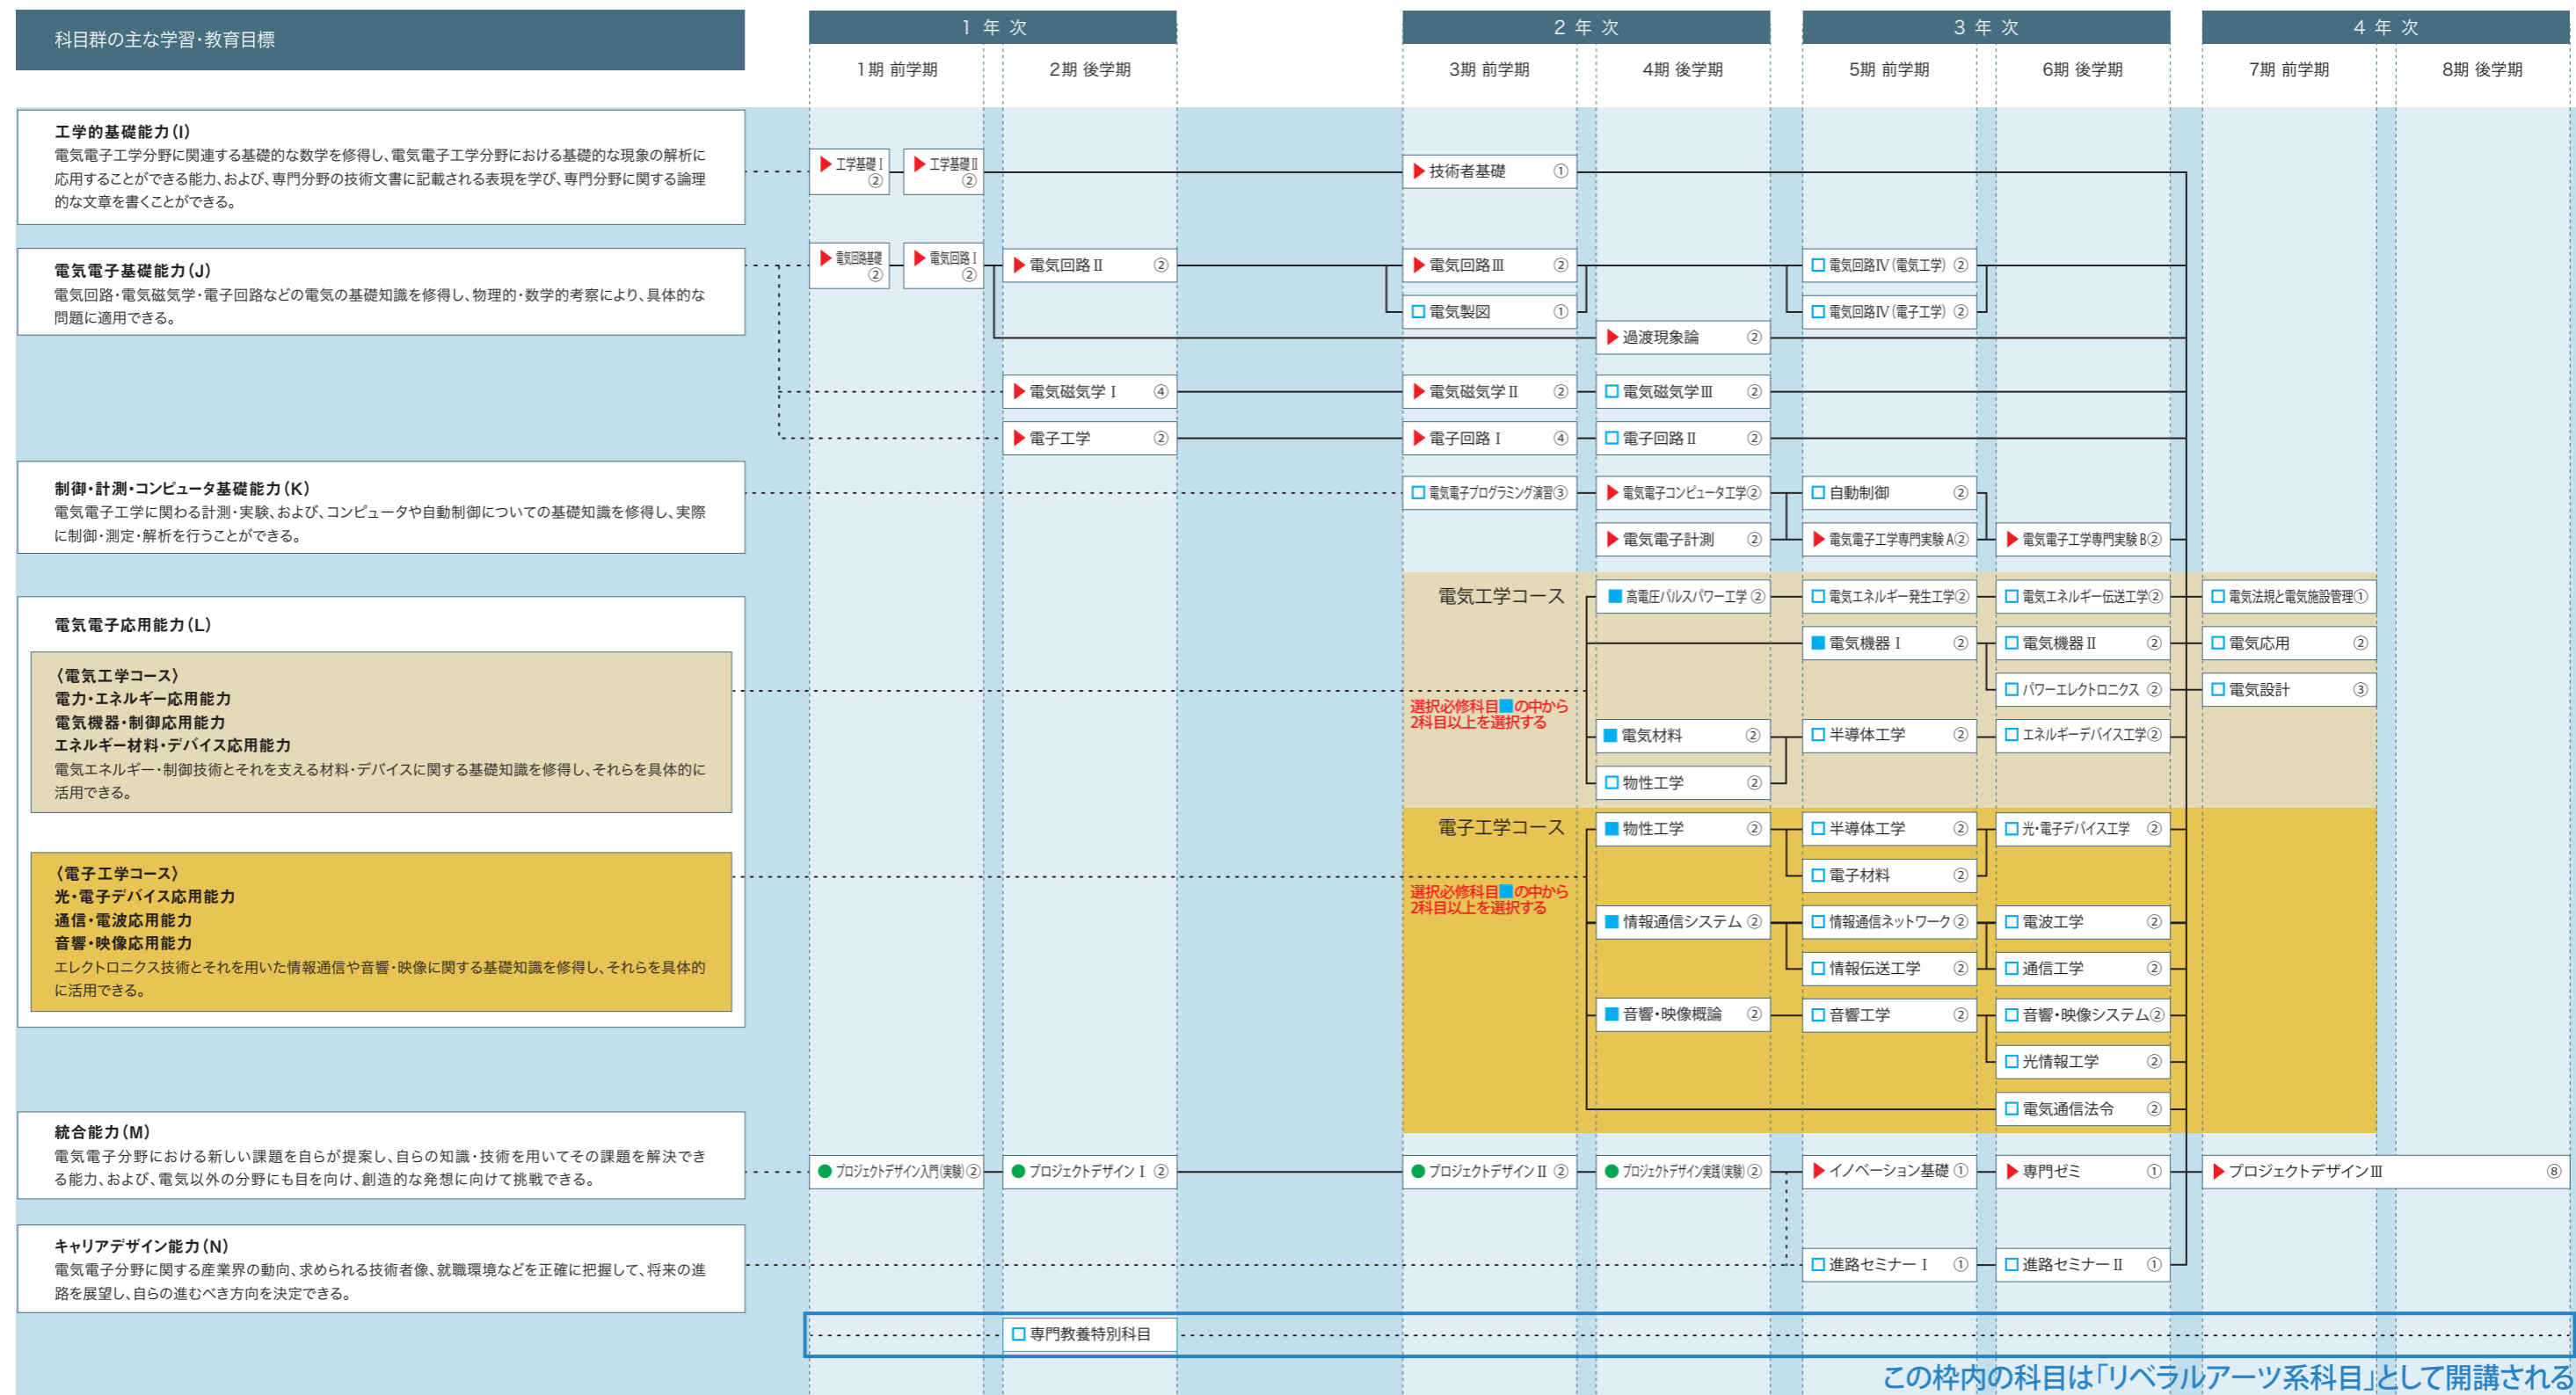 科目群の主な学習・教育目標
1 年 次
2 年 次
3 年 次
4 年 次
1期 前学期
2期 後学期
3期 前学期
4期 後学期
5期 前学期
6期 後学期
7期 前学期
8期 後学期
工学的基礎能力(I)
電気電子工学分野に関連する基礎的な数学を修得し、電気電子工学分野における基礎的な現象の解析に
応用することができる能力、および、専門分野の技術文書に記載される表現を学び、専門分野に関する論理
的な文章を書くことができる。
▶工学基礎Ⅰ
②
▶工学基礎Ⅱ
②
▶技術者基礎 ①
電気電子基礎能力(J)
電気回路・電気磁気学・電子回路などの電気の基礎知識を修得し、物理的・数学的考察により、具体的な
問題に適用できる。
▶電気回路基礎
②
▶電気回路Ⅰ
②
▶電気回路Ⅱ ②
▶電気回路Ⅲ ②
□電気回路Ⅳ(電気工学) ②
□電気製図 ①
□電気回路Ⅳ(電子工学) ②
▶過渡現象論 ②
▶電気磁気学Ⅰ ④
▶電気磁気学Ⅱ ②
□電気磁気学Ⅲ ②
▶電子工学 ②
▶電子回路Ⅰ ④
□電子回路Ⅱ ②
制御・計測・コンピュータ基礎能力(K)
電気電子工学に関わる計測・実験、および、コンピュータや自動制御についての基礎知識を修得し、実際
に制御・測定・解析を行うことができる。
□電気電子プログラミング演習③
▶電気電子コンピュータ工学②
□自動制御 ②
▶電気電子計測 ②
▶電気電子工学専門実験A②
▶電気電子工学専門実験B②
電気電子応用能力(L)
〈電気工学コース〉
電力・エネルギー応用能力
電気機器・制御応用能力
エネルギー材料・デバイス応用能力
電気エネルギー・制御技術とそれを支える材料・デバイスに関する基礎知識を修得し、それらを具体的に
活用できる。
電気工学コース
選択必修科目■の中から
2科目以上を選択する
■高電圧パルスパワー工学 ②
□電気エネルギー発生工学②
□電気エネルギー伝送工学②
□電気法規と電気施設管理①
■電気機器Ⅰ ②
□電気機器Ⅱ ②
□電気応用 ②
□パワーエレクトロニクス ②
□電気設計 ③
■電気材料 ②
□半導体工学 ②
□エネルギーデバイス工学②
□物性工学 ②
〈電子工学コース〉
光・電子デバイス応用能力
通信・電波応用能力
音響・映像応用能力
エレクトロニクス技術とそれを用いた情報通信や音響・映像に関する基礎知識を修得し、それらを具体的
に活用できる。
電子工学コース
選択必修科目■の中から
2科目以上を選択する
■物性工学 ②
□半導体工学 ②
□光・電子デバイス工学 ②
□電子材料 ②
■情報通信システム ②
□情報通信ネットワーク ②
□電波工学 ②
□情報伝送工学 ②
□通信工学 ②
■音響・映像概論 ②
□音響工学 ②
□音響・映像システム②
□光情報工学 ②
□電気通信法令 ②
統合能力(M)
電気電子分野における新しい課題を自らが提案し、自らの知識・技術を用いてその課題を解決でき
る能力、および、電気以外の分野にも目を向け、創造的な発想に向けて挑戦できる。
●プロジェクトデザイン入門(実験)②
●プロジェクトデザインⅠ ②
●プロジェクトデザインⅡ ②
●プロジェクトデザイン実践(実験)②
▶イノベーション基礎 ①
▶専門ゼミ ①
▶プロジェクトデザインⅢ ⑧
キャリアデザイン能力(N)
電気電子分野に関する産業界の動向、求められる技術者像、就職環境などを正確に把握して、将来の進
路を展望し、自らの進むべき方向を決定できる。
□進路セミナーⅠ ①
□進路セミナーⅡ ①
□専門教養特別科目
この枠内の科目は「リベラルアーツ系科目」として開講される